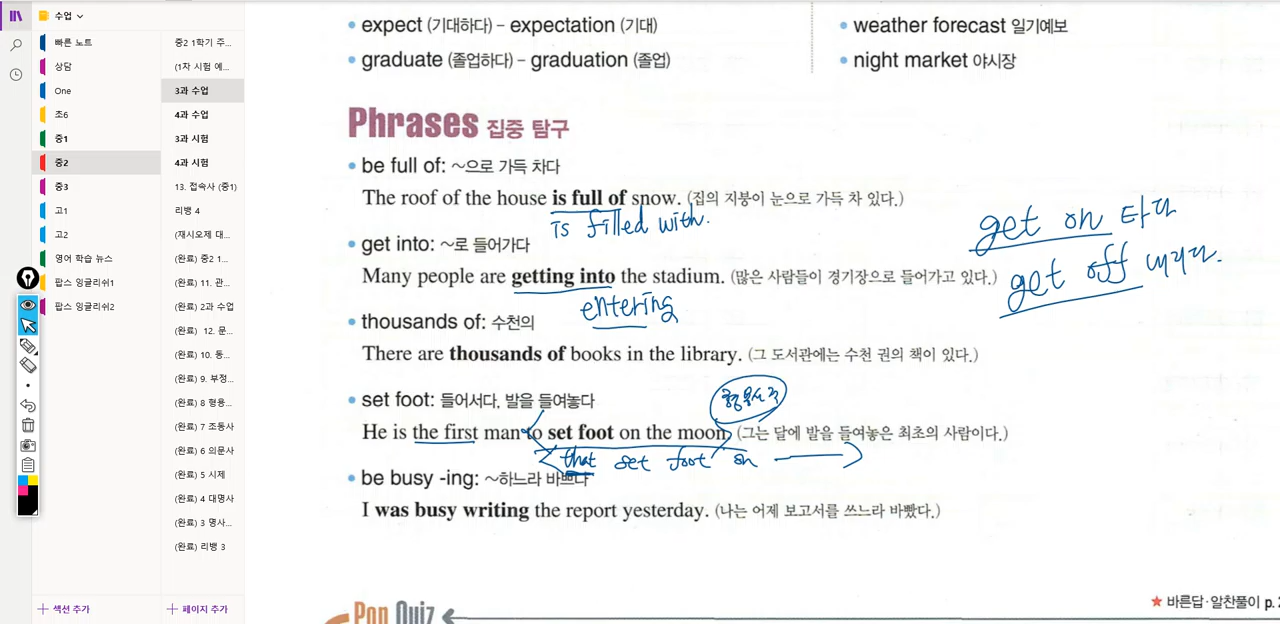 수업
빠른 노트
상담
One
초6
중1
중2
중3
고1
고2
영어 학습 뉴스
팝스 잉글리쉬1
팝스 잉글리쉬2
섹션 추가
중2 1학기 주...
(1차 시험 예...
3과 수업
4과 수업
3과 시험
4과 시험
13. 접속사 (중1)
리뱅 4
(재시오제 대...
(완료) 중2 1...
(완료) 11. 관...
(완료) 2과 수업
(완료) 12. 문...
(완료) 10. 동...
(완료) 9. 부정...
(완료) 8 형용...
(완료) 7 조동사
(완료) 6 의문사
(완료) 5 시제
(완료) 4 대명사
(완료) 3 명사...
(완료) 리뱅 3
페이지 추가
expect (기대하다) – expectation (기대)
graduate (졸업하다) – graduation (졸업)
weather forecast 일기예보
night market 야시장
Phrases 집중 탐구
be full of: ～으로 가득 차다
The roof of the house is full of snow. (집의 지붕이 눈으로 가득 차 있다.)
is filled with.
get on 타다
get off 내리다.
get into: ～로 들어가다
Many people are getting into the stadium. (많은 사람들이 경기장으로 들어가고 있다.)
entering
thousands of: 수천의
There are thousands of books in the library. (그 도서관에는 수천 권의 책이 있다.)
set foot: 들어서다, 발을 들여놓다
He is the first man to set foot on the moon. (그는 달에 발을 들여놓은 최초의 사람이다.)
that set foot on
be busy -ing: ～하느라 바쁘다
I was busy writing the report yesterday. (나는 어제 보고서를 쓰느라 바빴다.)
바른답·알찬풀이 p.
Pop Quiz